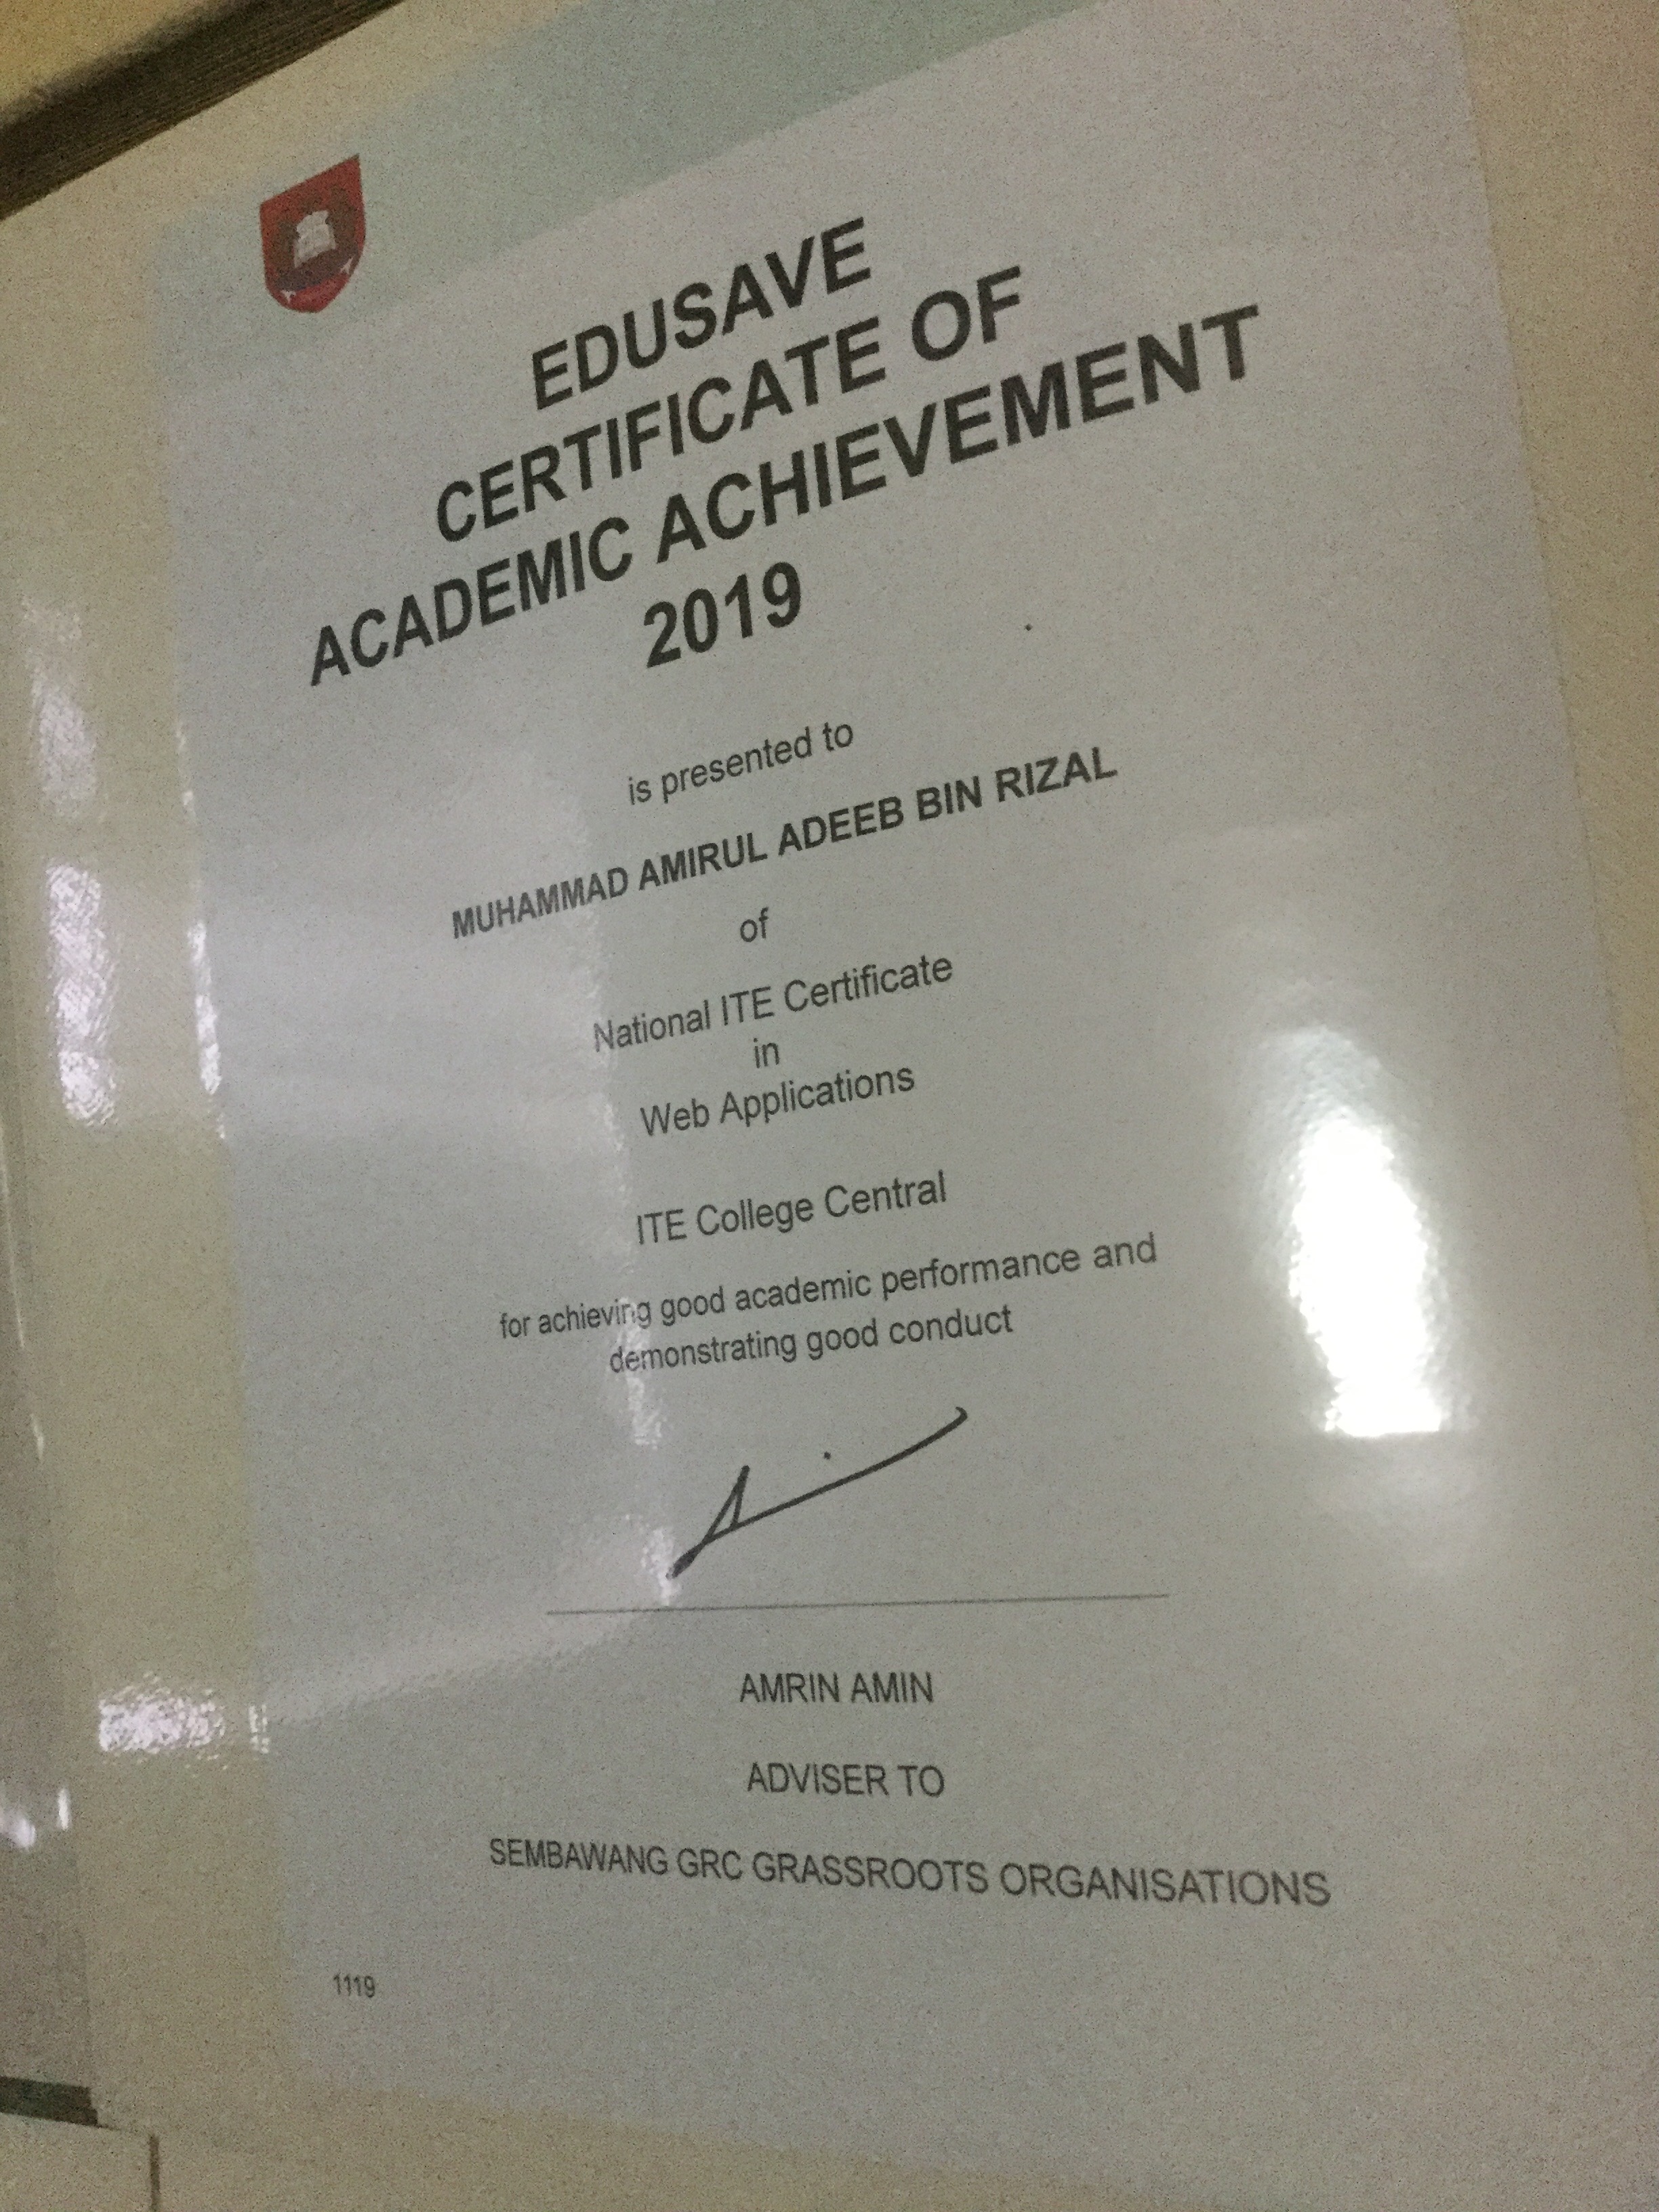 EDUSAVE
CERTIFICATE OF
ACADEMIC ACHIEVEMENT
2019
is presented to
MUHAMMAD AMIRUL ADEEB BIN RIZAL
of
National ITE Certificate
in
Web Applications
ITE College Central
for achieving good academic performance and
demonstrating good conduct
AMRIN AMIN
ADVISER TO
SEMBAWANG GRC GRASSROOTS ORGANISATIONS
1119